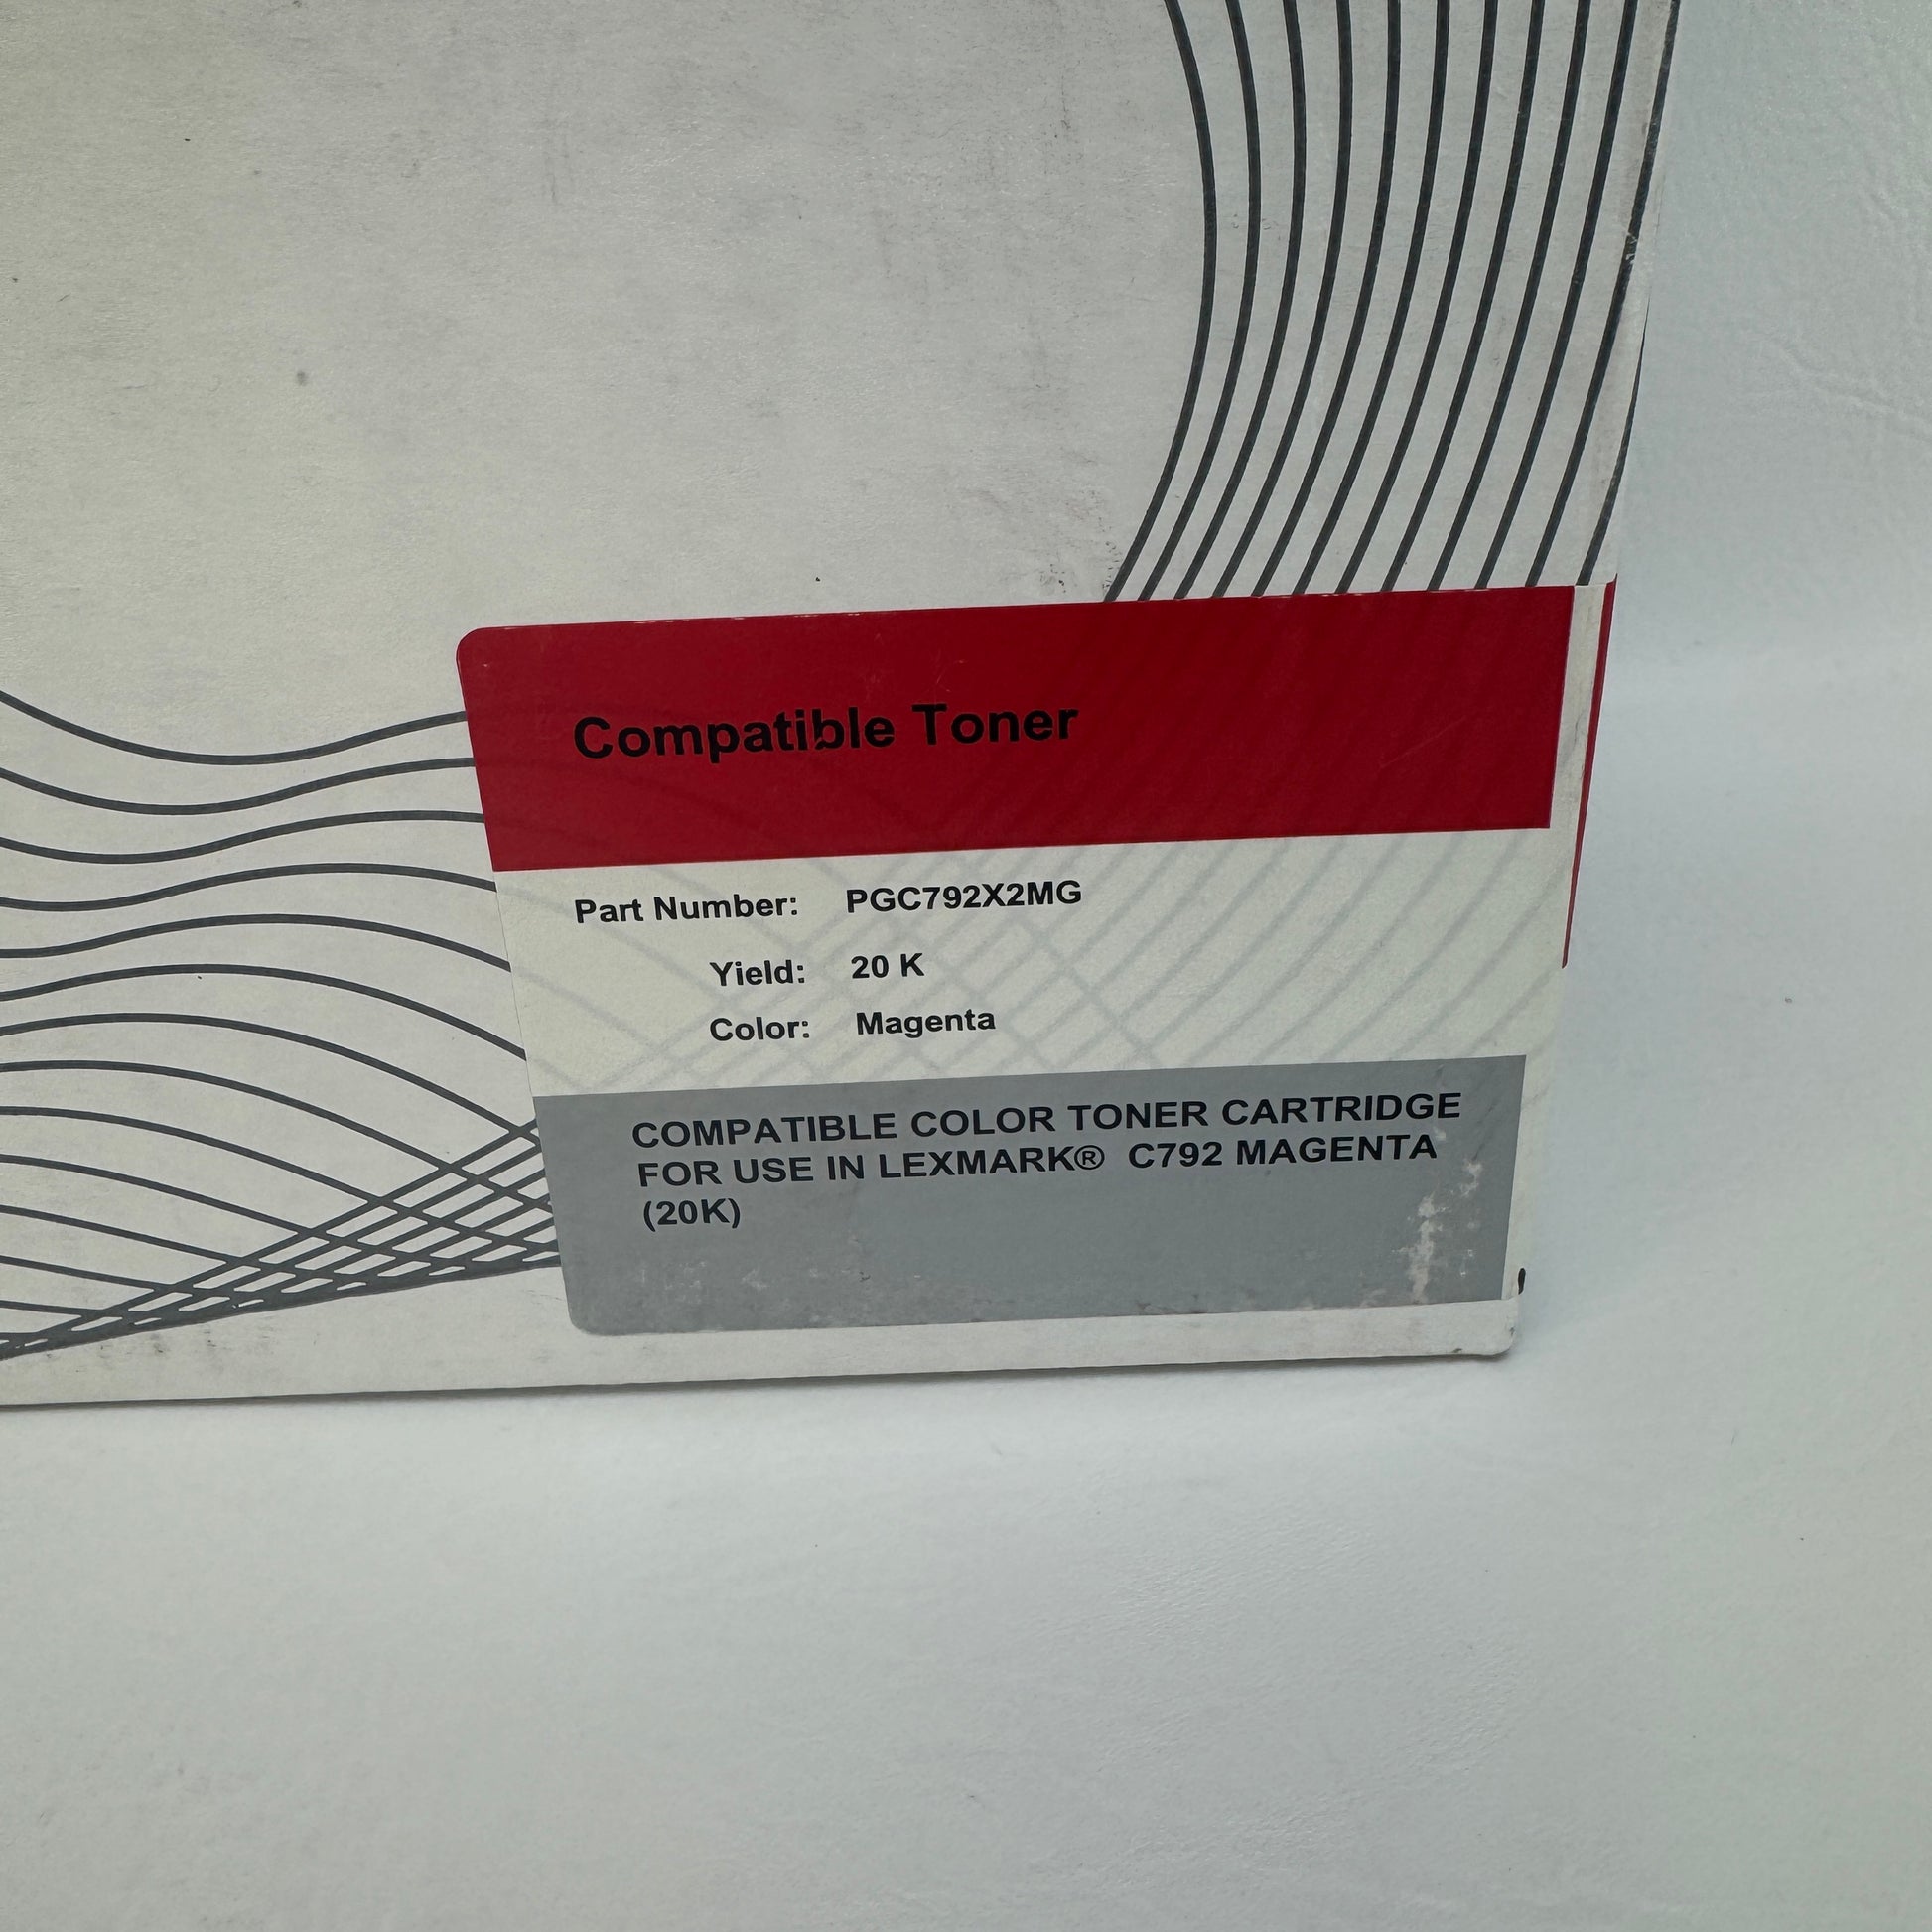 Compatible Toner
Part Number: PGC792X2MG
Yield: 20 K
Color: Magenta
COMPATIBLE COLOR TONER CARTRIDGE
FOR USE IN LEXMARK® C792 MAGENTA
(20K)